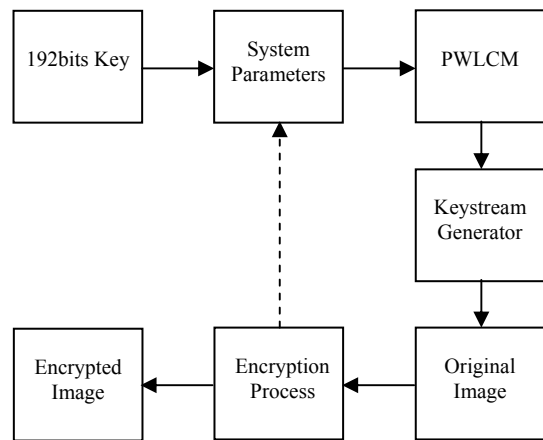 192bits Key
System
Parameters
PWLCM
Keystream
Generator
Encrypted
Image
Encryption
Process
Original
Image